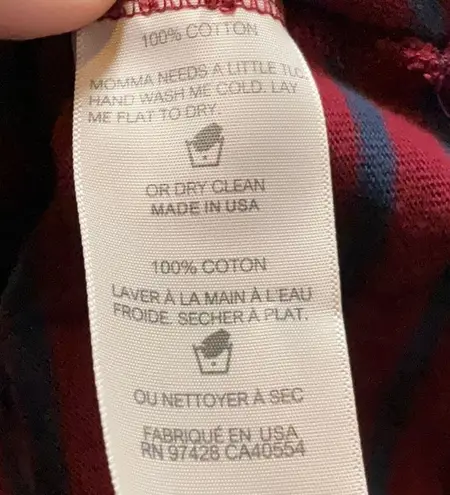 100% COTTON
MOMMA NEEDS A LITTLE
HAND WASH ME COLD. LAY
ME FLAT TO DRY.
OR DRY CLEAN
MADE IN USA
100% COTON
LAVER À LA MAIN À L'EAU
FROIDE. SECHER À PLAT.
OU NETTOYER À SEC
FABRIQUÉ EN USA
RN 97428 CA40554